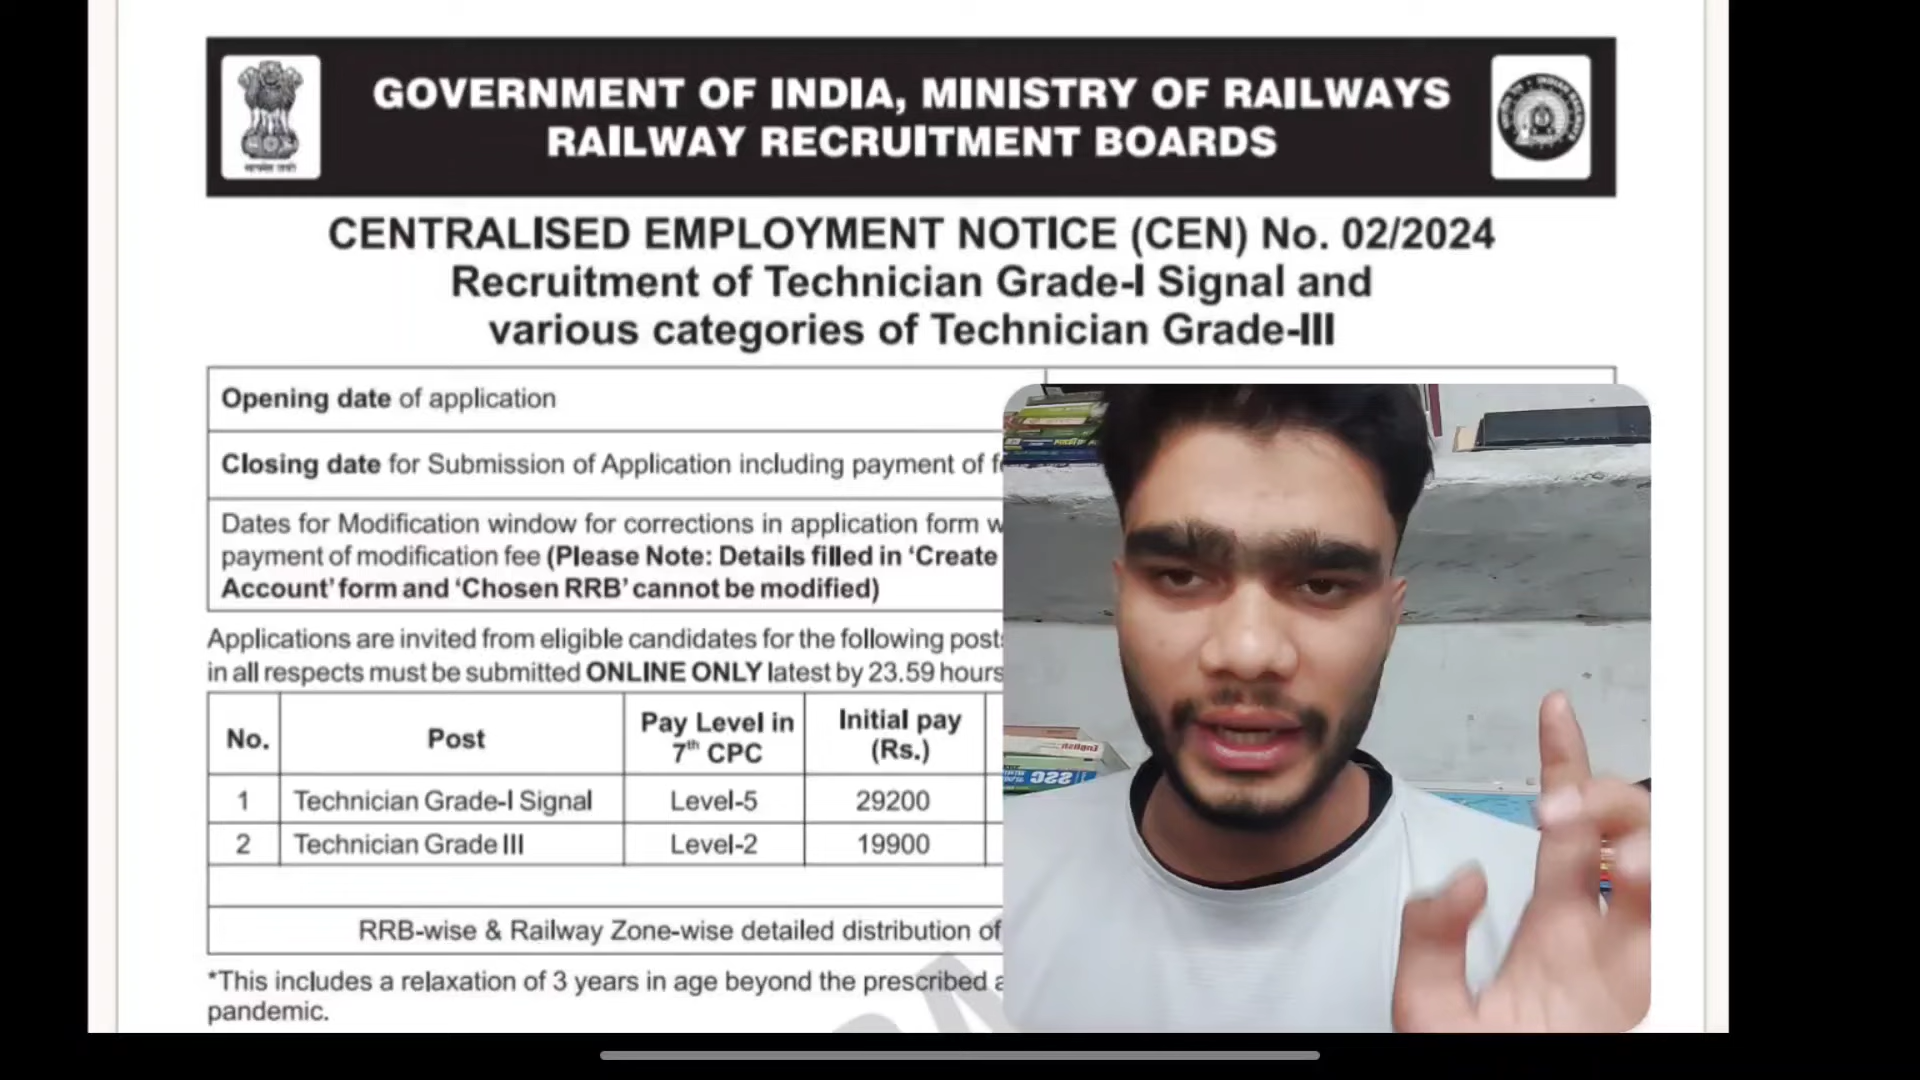 GOVERNMENT OF INDIA, MINISTRY OF RAILWAYS
RAILWAY RECRUITMENT BOARDS
CENTRALISED EMPLOYMENT NOTICE (CEN) No. 02/2024
Recruitment of Technician Grade-I Signal and
various categories of Technician Grade-III
Opening date of application
Closing date for Submission of Application including payment of
Dates for Modification window for corrections in application form
payment of modification fee (Please Note: Details filled in ‘Create
Account’ form and ‘Chosen RRB’ cannot be modified)
Applications are invited from eligible candidates for the following
in all respects must be submitted ONLINE ONLY latest by 23.59 hours
No. Post Pay Level in 7th CPC Initial pay (Rs.)
1 Technician Grade-I Signal Level-5 29200
2 Technician Grade III Level-2 19900
RRB-wise & Railway Zone-wise detailed distribution of
*This includes a relaxation of 3 years in age beyond the prescribed
pandemic.
SSC